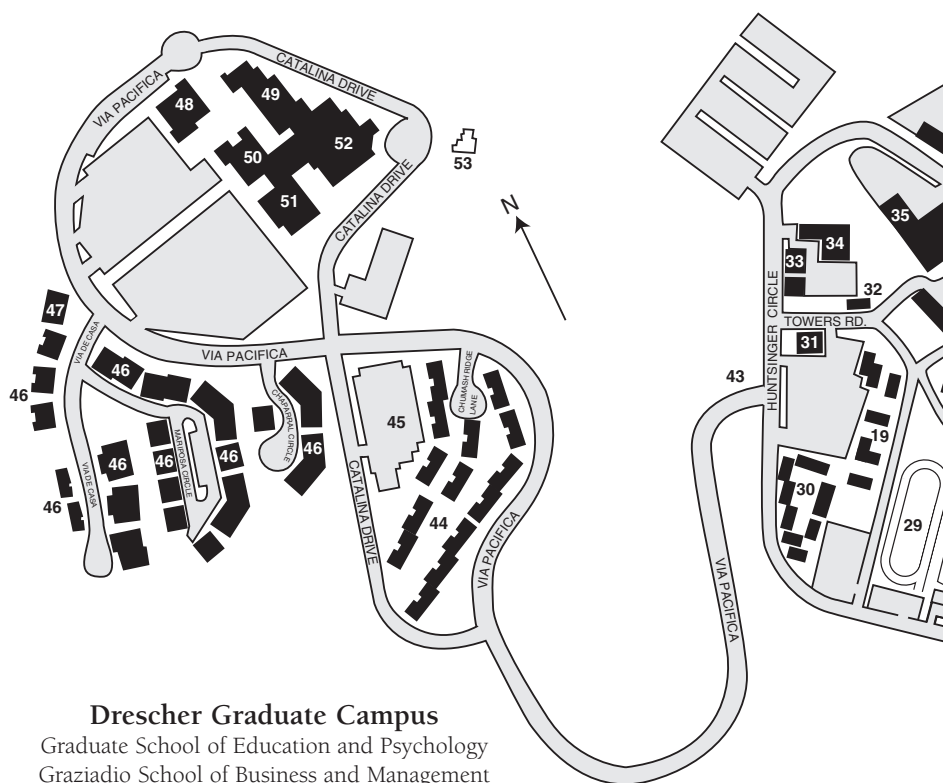 VIA PACIFICA
CATALINA DRIVE
48
49
50
51
52
CATALINA DRIVE
53
N
35
34
33
32
HUNTSINGER CIRCLE
TOWERS RD.
31
43
47
VIA DE CASA
VIA PACIFICA
46
46
CHAPARRAL CIRCLE
CHUMASH RIDGE
LANE
45
46
46
MARIPOSA CIRCLE
46
46
VIA DE CASA
46
CATALINA DRIVE
44
VIA PACIFICA
VIA PACIFICA
19
30
29
Drescher Graduate Campus
Graduate School of Education and Psychology
Graziadio School of Business and Management